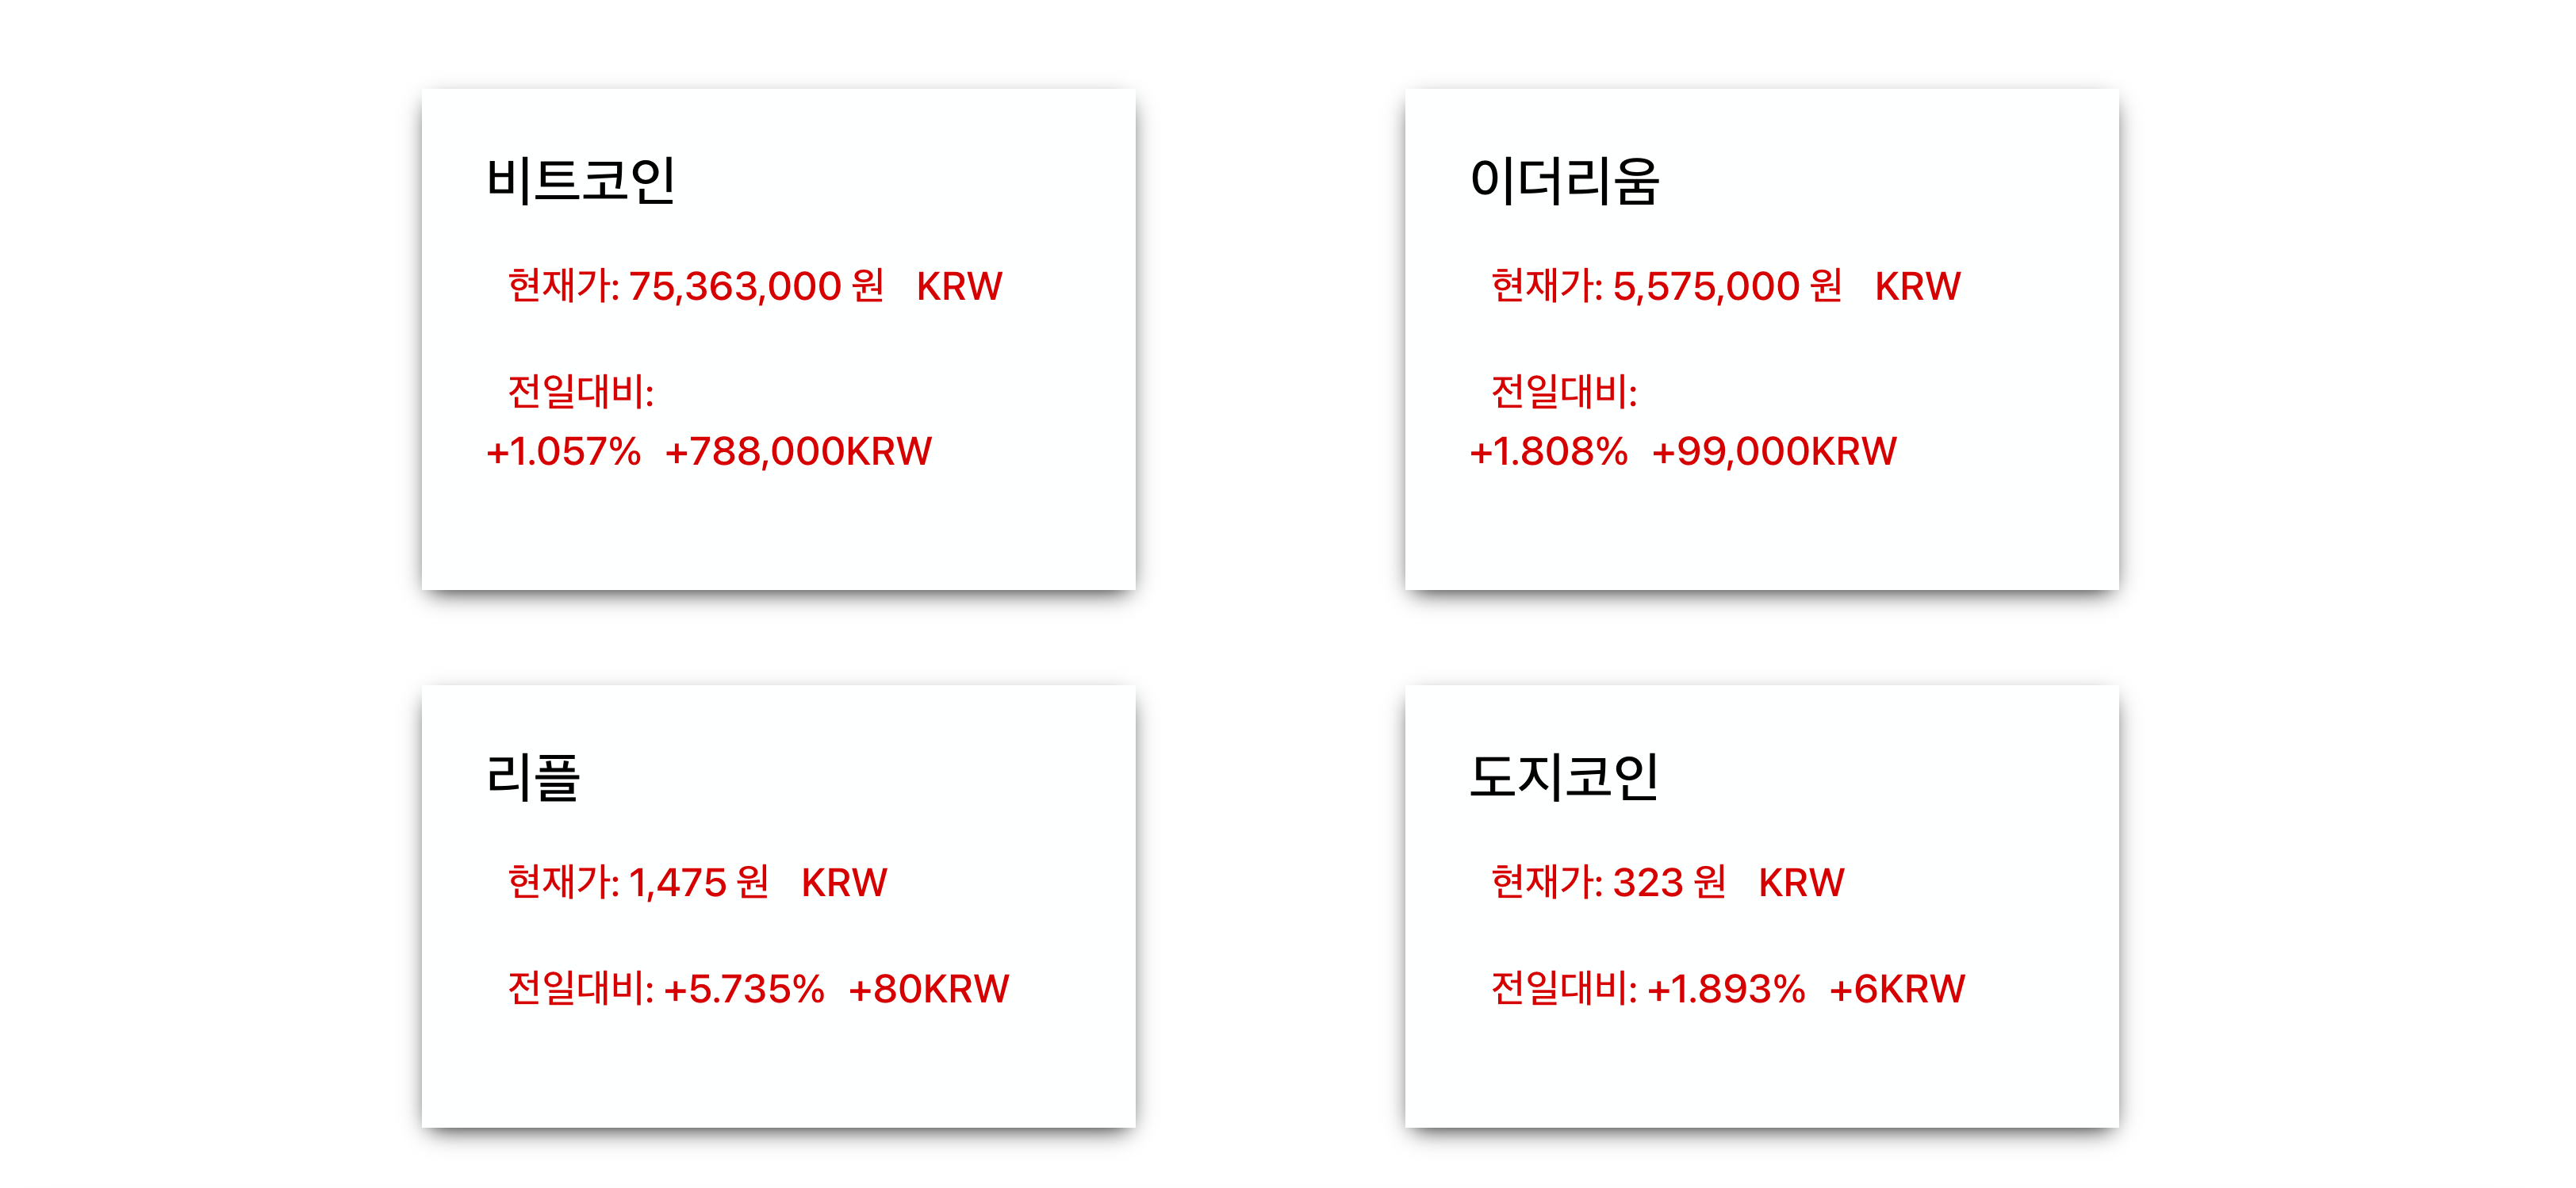 비트코인
현재가: 75,363,000 원 KRW
전일대비:
+1.057% +788,000KRW
이더리움
현재가: 5,575,000 원 KRW
전일대비:
+1.808% +99,000KRW
리플
현재가: 1,475 원 KRW
전일대비: +5.735% +80KRW
도지코인
현재가: 323 원 KRW
전일대비: +1.893% +6KRW